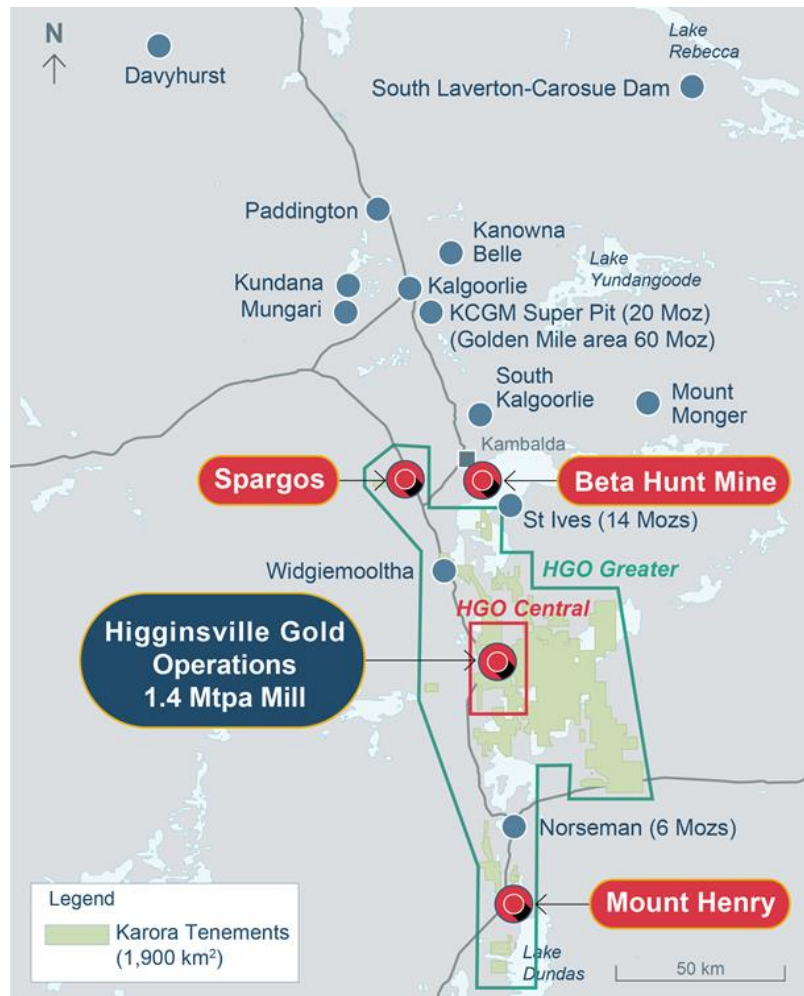 N
Davyhurst
Lake
Rebecca
South Laverton-Carosue Dam
Paddington
Kanowna
Belle
Lake
Yundangoode
Kundana
Mungari
Kalgoorlie
KCGM Super Pit (20 Moz)
(Golden Mile area 60 Moz)
South
Kalgoorlie
Mount
Monger
Kambalda
Spargos
Beta Hunt Mine
St Ives (14 Mozs)
Widgiemooltha
HGO Greater
HGO Central
Higginsville Gold
Operations
1.4 Mtpa Mill
Norseman (6 Mozs)
Mount Henry
Lake
Dundas
Legend
Karora Tenements
(1,900 km²)
50 km